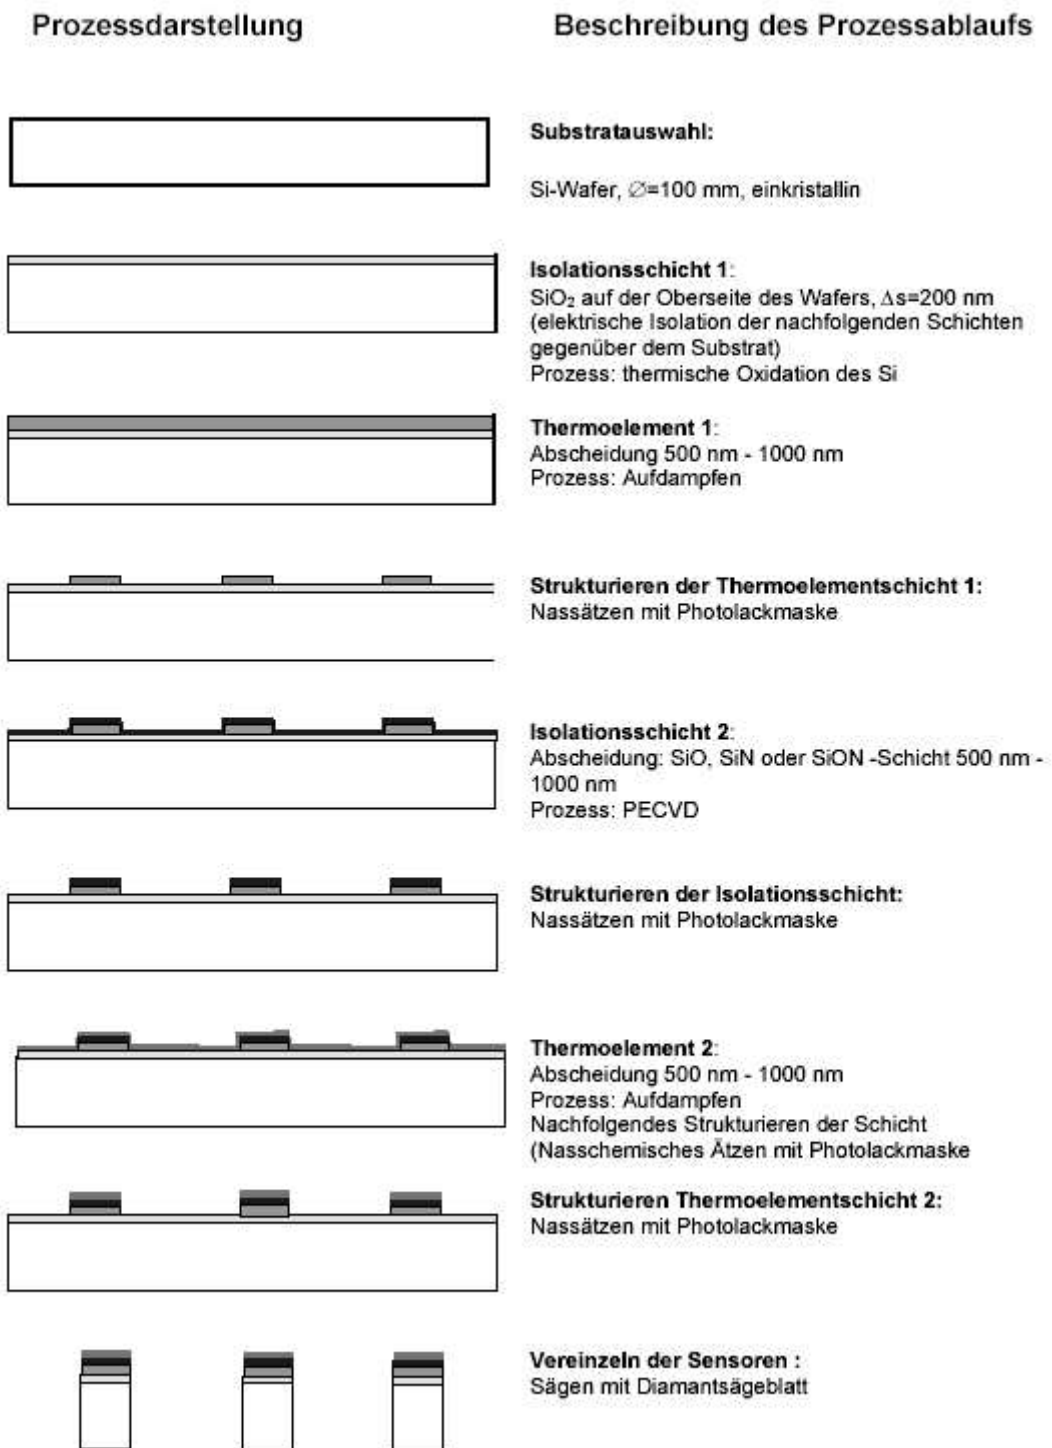 Prozessdarstellung
Beschreibung des Prozessablaufs
Substratauswahl:
Si-Wafer, ∅=100 mm, einkristallin
Isolationsschicht 1:
SiO₂ auf der Oberseite des Wafers, Δs=200 nm
(elektrische Isolation der nachfolgenden Schichten
gegenüber dem Substrat)
Prozess: thermische Oxidation des Si
Thermoelement 1:
Abscheidung 500 nm - 1000 nm
Prozess: Aufdampfen
Strukturieren der Thermoelementschicht 1:
Nassätzen mit Photolackmaske
Isolationsschicht 2:
Abscheidung: SiO, SiN oder SiON -Schicht 500 nm -
1000 nm
Prozess: PECVD
Strukturieren der Isolationsschicht:
Nassätzen mit Photolackmaske
Thermoelement 2:
Abscheidung 500 nm - 1000 nm
Prozess: Aufdampfen
Nachfolgendes Strukturieren der Schicht
(Nasschemisches Ätzen mit Photolackmaske
Strukturieren Thermoelementschicht 2:
Nassätzen mit Photolackmaske
Vereinzeln der Sensoren :
Sägen mit Diamantsägeblatt